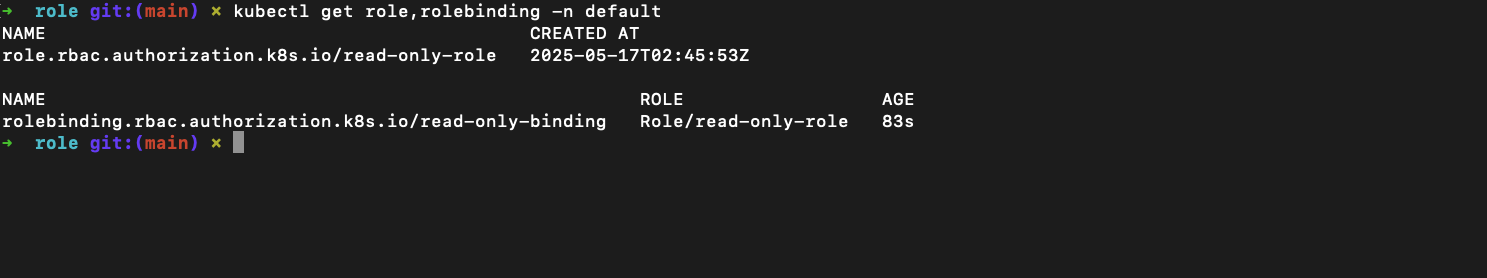 → role git:(main) × kubectl get role,rolebinding -n default
NAME CREATED AT
role.rbac.authorization.k8s.io/read-only-role 2025-05-17T02:45:53Z
NAME ROLE AGE
rolebinding.rbac.authorization.k8s.io/read-only-binding Role/read-only-role 83s
→ role git:(main) ×